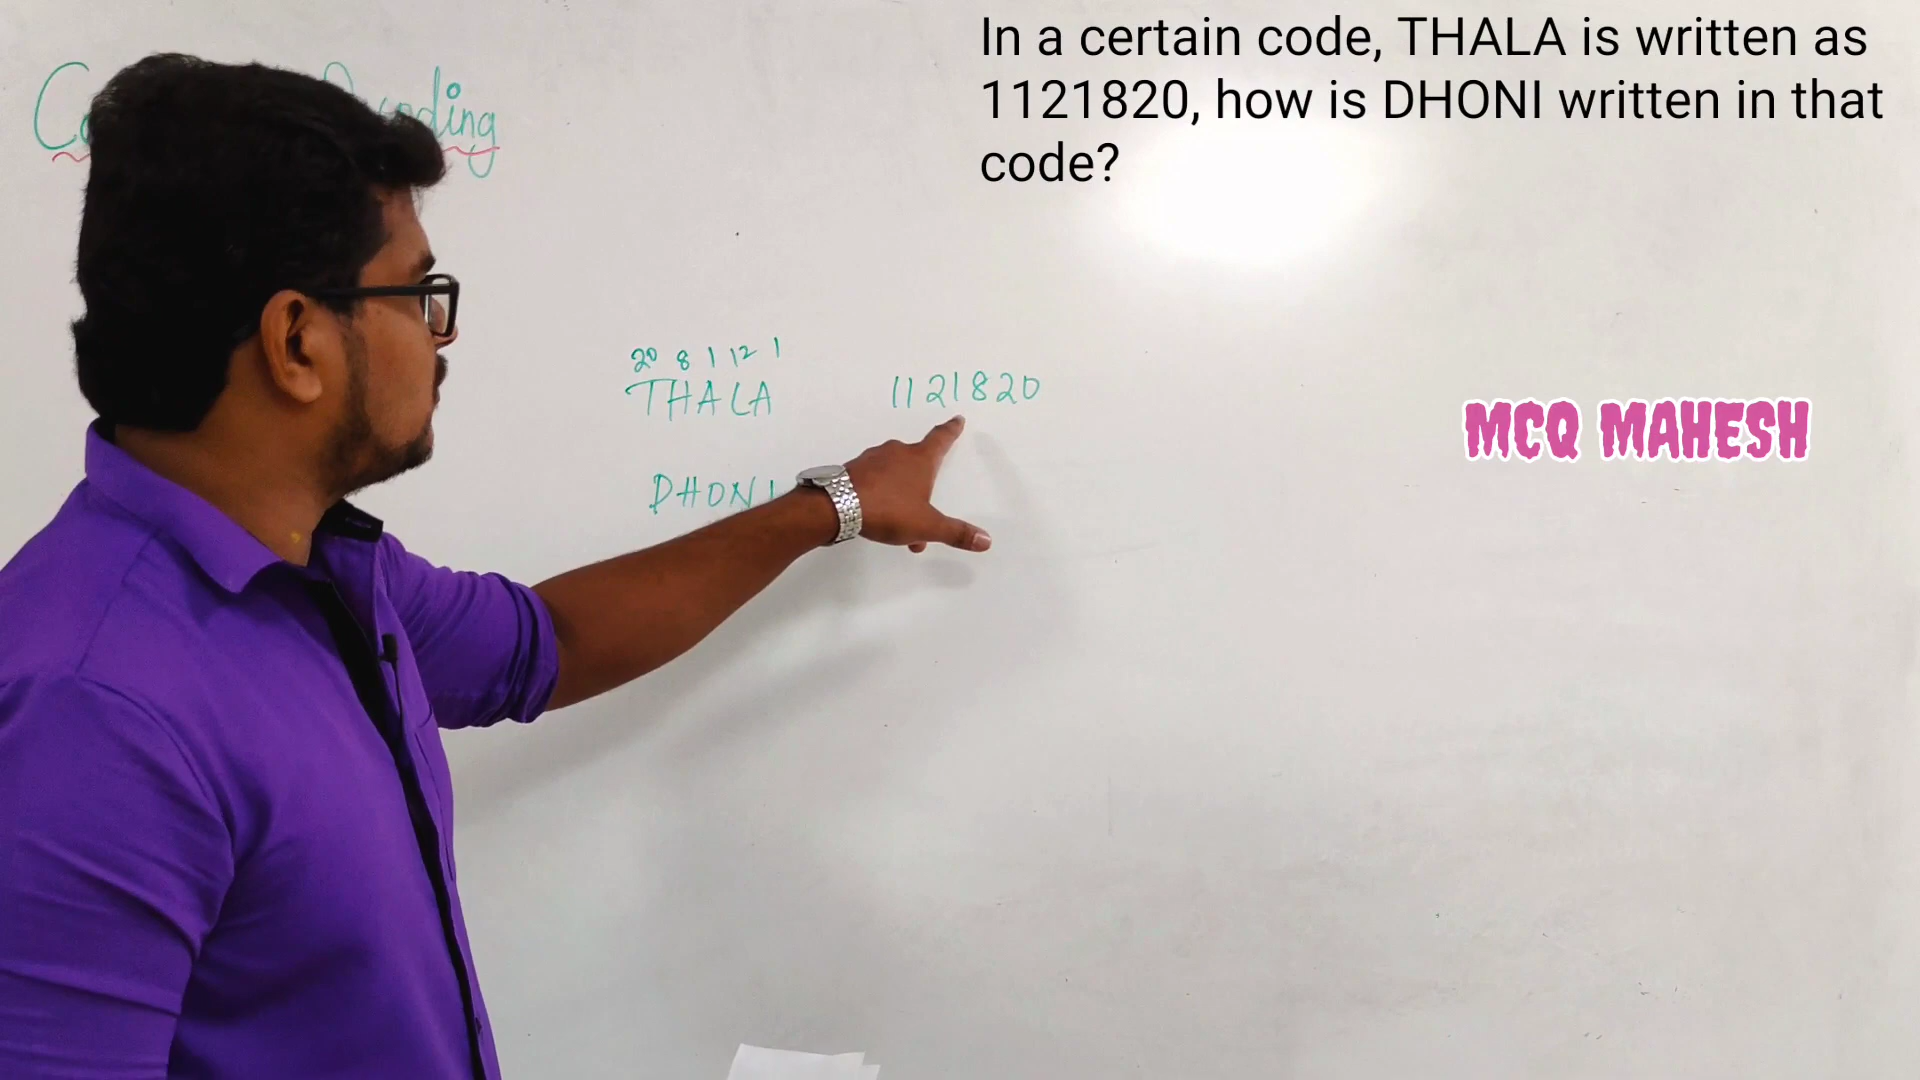 In a certain code, THALA is written as
1121820, how is DHONI written in that
code?
20 8 1 12 1
THALA 1121820
MCQ MAHESH
DHONI